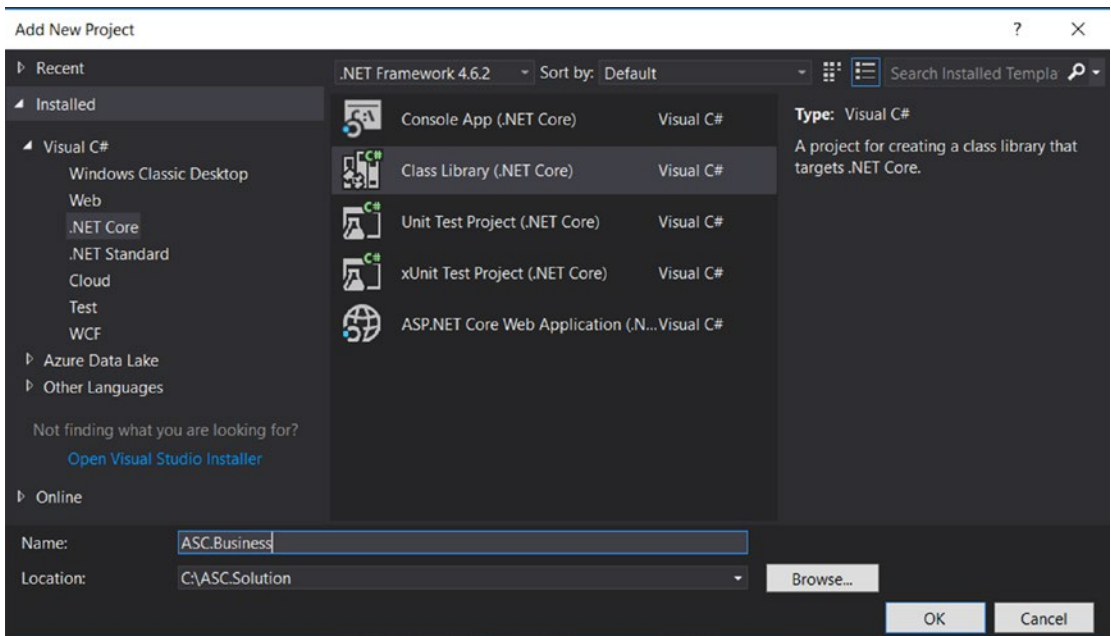 Add New Project
?
Recent
Installed
Visual C#
Windows Classic Desktop
Web
.NET Core
.NET Standard
Cloud
Test
WCF
Azure Data Lake
Other Languages
Not finding what you are looking for?
Open Visual Studio Installer
Online
.NET Framework 4.6.2 Sort by: Default Search Installed Templa
Console App (.NET Core) Visual C#
Class Library (.NET Core) Visual C#
Unit Test Project (.NET Core) Visual C#
xUnit Test Project (.NET Core) Visual C#
ASP.NET Core Web Application (.N... Visual C#
Type: Visual C#
A project for creating a class library that
targets .NET Core.
Name: ASC.Business
Location: C:\ASC.Solution Browse...
OK Cancel